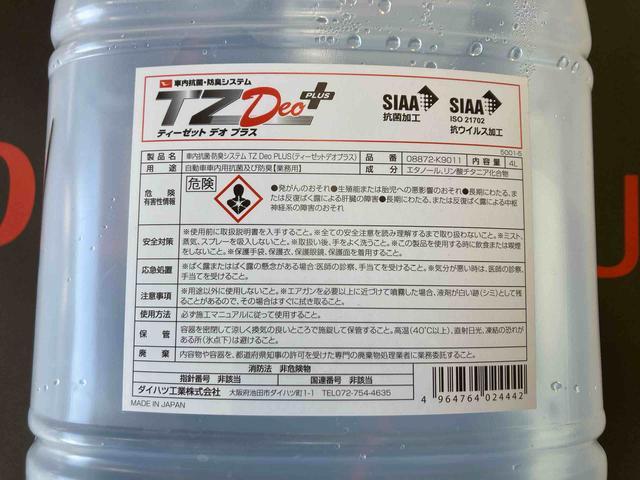 車内抗菌・防臭システム
TZ Deo PLUS
ティーゼット デオ プラス
SIAA
抗菌加工
SIAA
ISO 21702
抗ウイルス加工
5001-5
製品名 車内抗菌・防臭システム TZ Deo PLUS(ティーゼットデオプラス) 品番 08872-K9011 内容量 4L
用途 自動車車内用抗菌及び防臭【業務用】 成分 エタノール、リン酸チタニア化合物
危険有害性情報
危険
●発がんのおそれ●生殖能または胎児への悪影響のおそれ●長期にわたる、
または反復ばく露による肝臓の障害●長期にわたる、または反復ばく露による中枢
神経系の障害のおそれ
安全対策
※使用前に取扱説明書を入手すること。※全ての安全注意を読み理解するまで取り扱わないこと。※ミスト、
蒸気、スプレーを吸入しないこと。※取扱い後、手をよく洗うこと。※この製品を使用する時に飲食または喫煙
をしないこと。※保護手袋、保護衣、保護眼鏡、保護面を着用すること。
応急処置
※ばく露またはばく露の懸念がある場合:医師の診察、手当てを受けること。※気分が悪い時は、医師の診察、
手当てを受けること。
注意事項
※用途以外に使用しないこと。※エアガンを必要以上に近づけて噴霧した場合、液剤が白い跡(シミ)として残
ることがあるので、その場合はすぐに拭き取ること。
使用方法 必ず施工マニュアルに従って使用すること。
保管
容器を密閉して涼しく換気の良いところで施錠して保管すること。高温(40℃以上)、直射日光、凍結の恐れが
ある所(氷点下)は避けること。
廃棄 内容物や容器を、都道府県知事の許可を受けた専門の廃棄物処理業者に業務委託すること。
消防法 非危険物
指針番号 非該当 国連番号 非該当
ダイハツ工業株式会社 大阪府池田市ダイハツ町1-1 TEL072-754-4635
4 964764 024442
MADE IN JAPAN